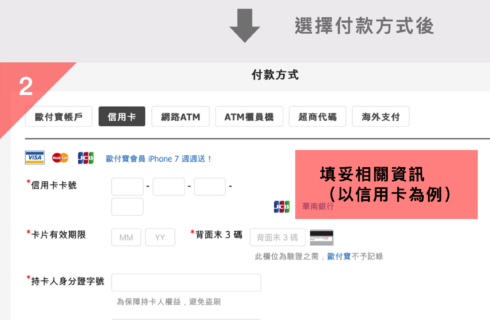 選擇付款方式後
2
付款方式
歐付寶帳戶 信用卡 網路ATM ATM櫃員機 超商代碼 海外支付
VISA JCB 歐付寶會員 iPhone 7 週週送！
填妥相關資訊
（以信用卡為例）
*信用卡卡號 - - -
JCB 華南銀行
*卡片有效期限 MM YY *背面末 3 碼 背面末 3 碼
此欄位為驗證之需，歐付寶不予記錄
*持卡人身分證字號
為保障持卡人權益，避免盜刷